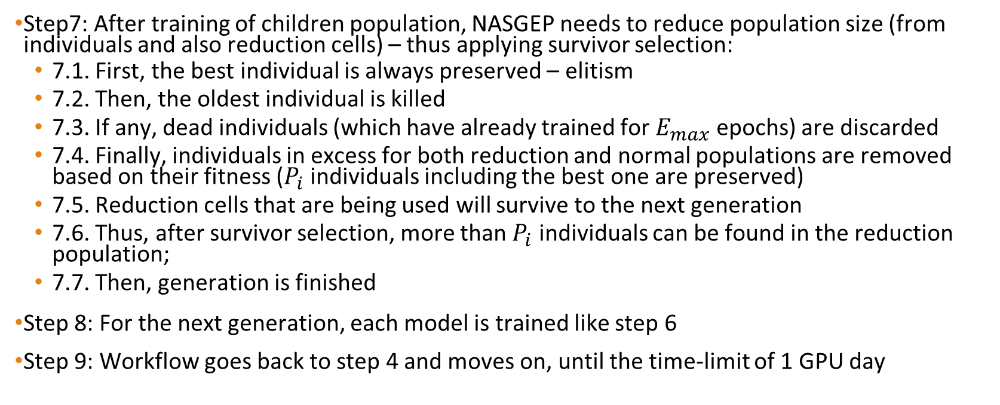 •Step7: After training of children population, NASGEP needs to reduce population size (from
individuals and also reduction cells) – thus applying survivor selection:
• 7.1. First, the best individual is always preserved – elitism
• 7.2. Then, the oldest individual is killed
• 7.3. If any, dead individuals (which have already trained for E_max epochs) are discarded
• 7.4. Finally, individuals in excess for both reduction and normal populations are removed
based on their fitness (P_i individuals including the best one are preserved)
• 7.5. Reduction cells that are being used will survive to the next generation
• 7.6. Thus, after survivor selection, more than P_i individuals can be found in the reduction
population;
• 7.7. Then, generation is finished
•Step 8: For the next generation, each model is trained like step 6
•Step 9: Workflow goes back to step 4 and moves on, until the time-limit of 1 GPU day